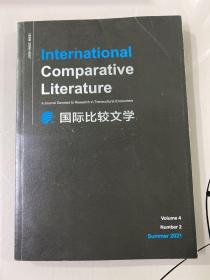 International
Comparative
Literature
A Journal Devoted to Research in Transcultural Encounters
国际比较文学
Volume 4
Number 2
Summer 2021